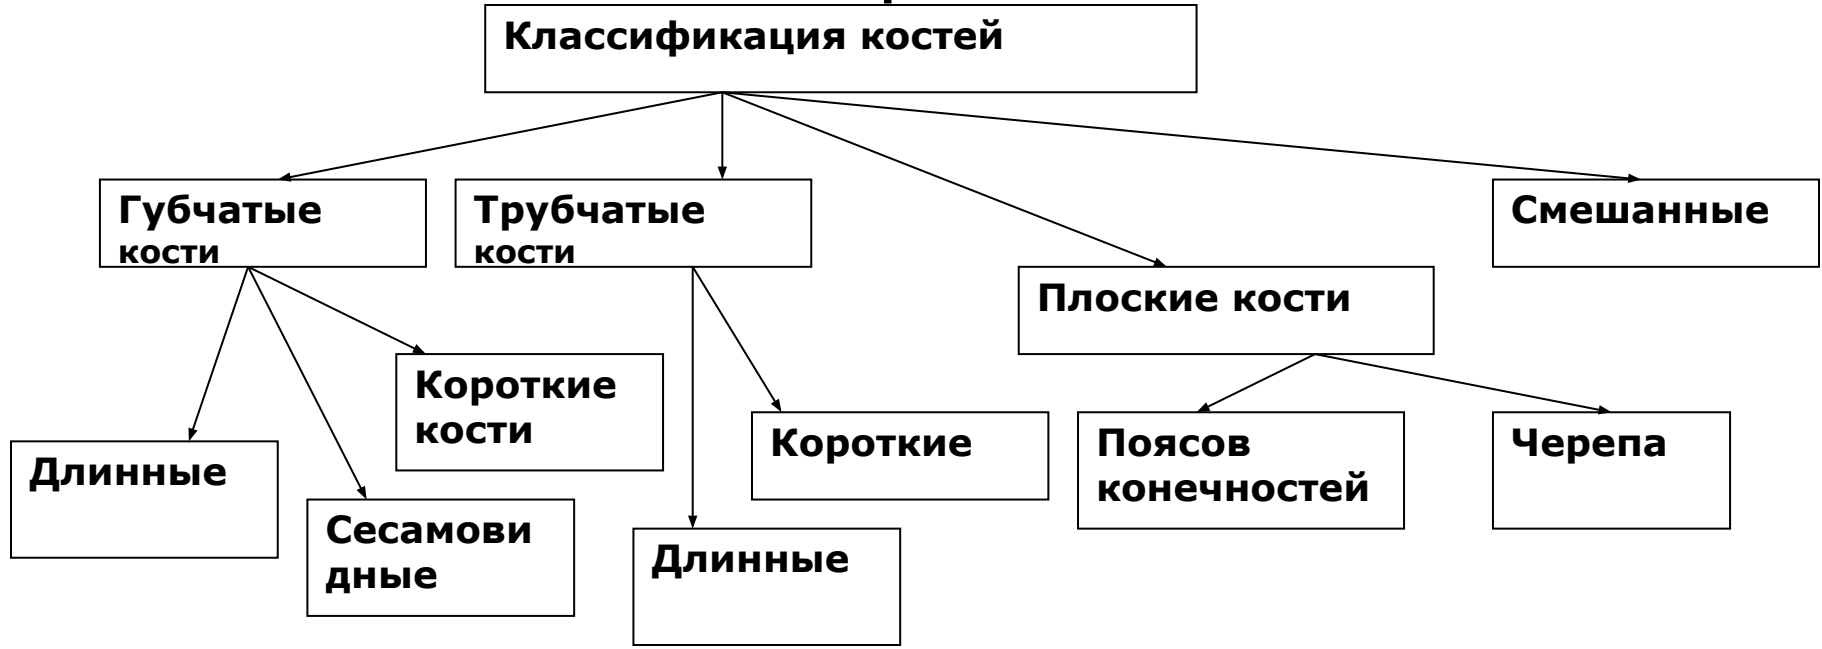 Классификация костей
Губчатые
кости
Трубчатые
кости
Смешанные
Плоские кости
Короткие
кости
Длинные
Сесамови
дные
Короткие
Длинные
Поясов
конечностей
Черепа